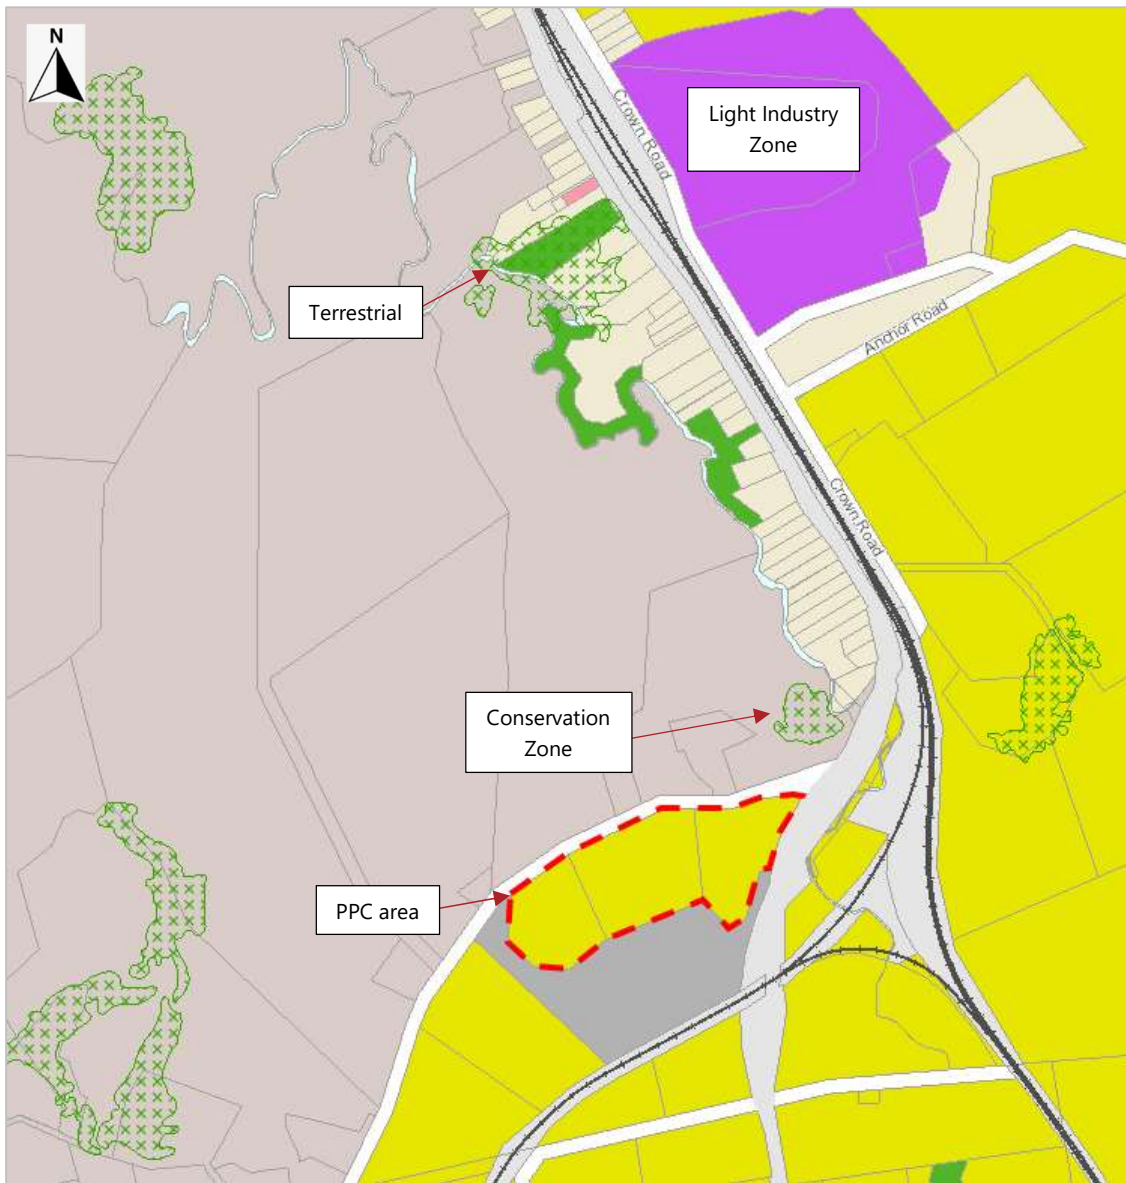 N
Crown Road
Light Industry
Zone
Terrestrial
Anchor Road
Crown Road
Conservation
Zone
PPC area